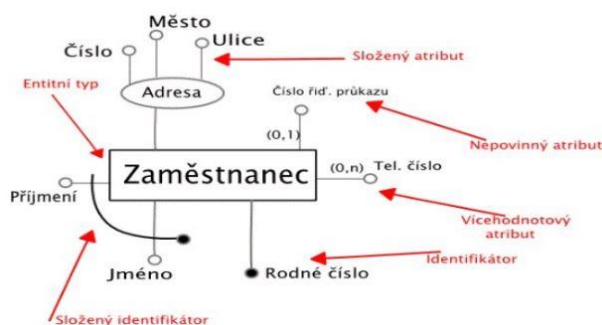 Město
Číslo
Ulice
Složený atribut
Entitní typ
Adresa
Číslo řid. průkazu
(0,1)
Nepovinný atribut
Zaměstnanec
(0,n)
Tel. číslo
Příjmení
Vícehodnotový
atribut
Identifikátor
Jméno
Rodné číslo
Složený identifikátor